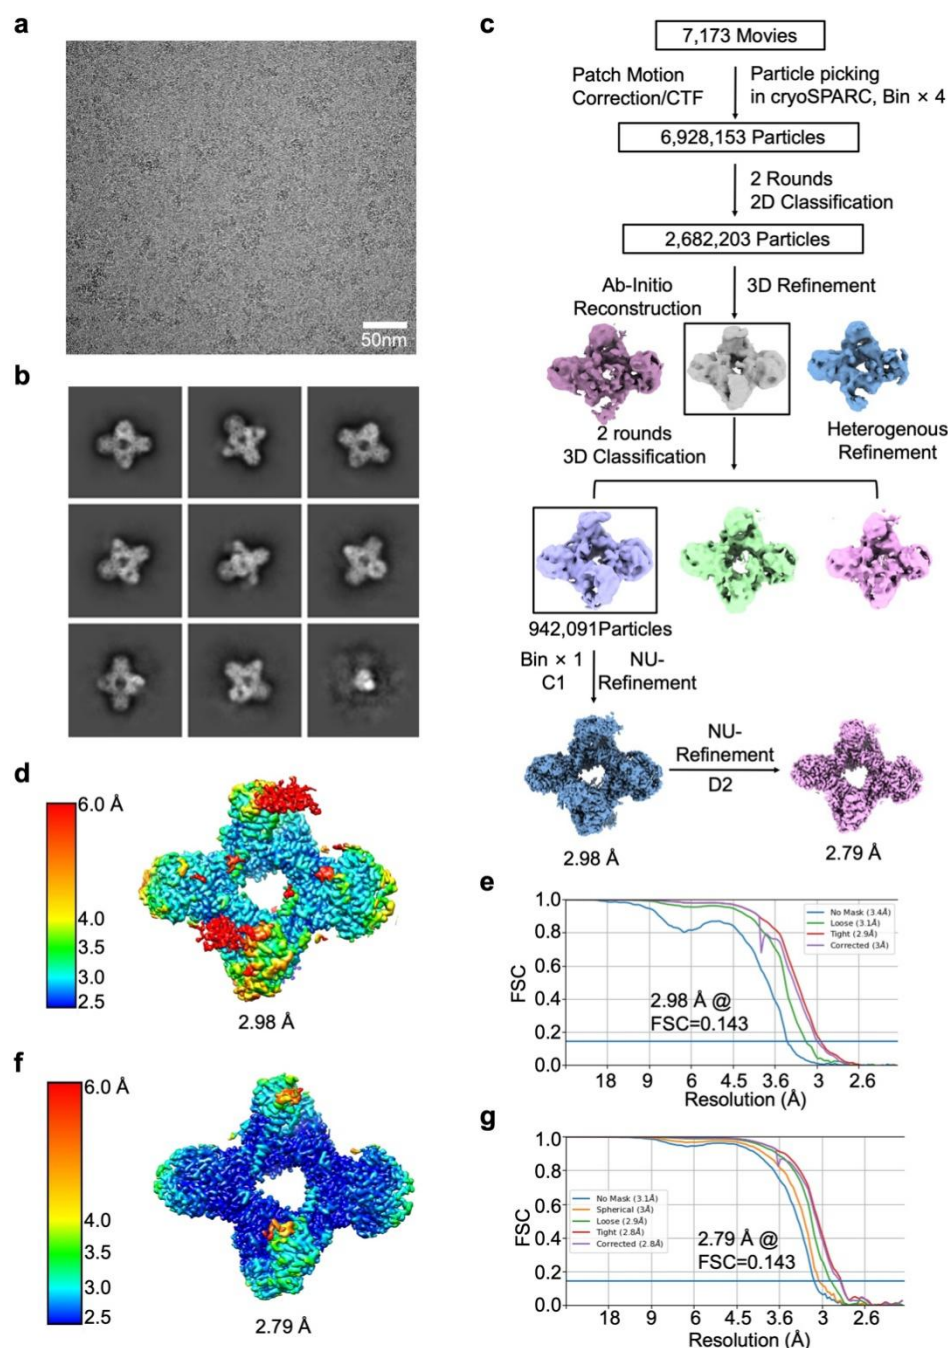 a
50nm
b
c
7,173 Movies
Patch Motion
Correction/CTF
Particle picking
in cryoSPARC, Bin × 4
6,928,153 Particles
2 Rounds
2D Classification
2,682,203 Particles
Ab-Initio
Reconstruction
3D Refinement
2 rounds
3D Classification
Heterogenous
Refinement
942,091Particles
Bin × 1
C1
NU-
Refinement
NU-
Refinement
D2
2.98 Å
2.79 Å
d
6.0 Å
4.0
3.5
3.0
2.5
2.98 Å
e
1.0
0.8
0.6
0.4
0.2
0.0
FSC
No Mask (3.4Å)
Loose (3.1Å)
Tight (2.9Å)
Corrected (3Å)
2.98 Å @
FSC=0.143
18 9 6 4.5 3.6 3 2.6
Resolution (Å)
f
6.0 Å
4.0
3.5
3.0
2.4
2.79 Å
g
1.0
0.8
0.6
0.4
0.2
0.0
FSC
No Mask (3.1Å)
Spherical (3Å)
Loose (2.9Å)
Tight (2.8Å)
Corrected (2.8Å)
2.79 Å @
FSC=0.143
18 9 6 4.5 3.6 3 2.6
Resolution (Å)